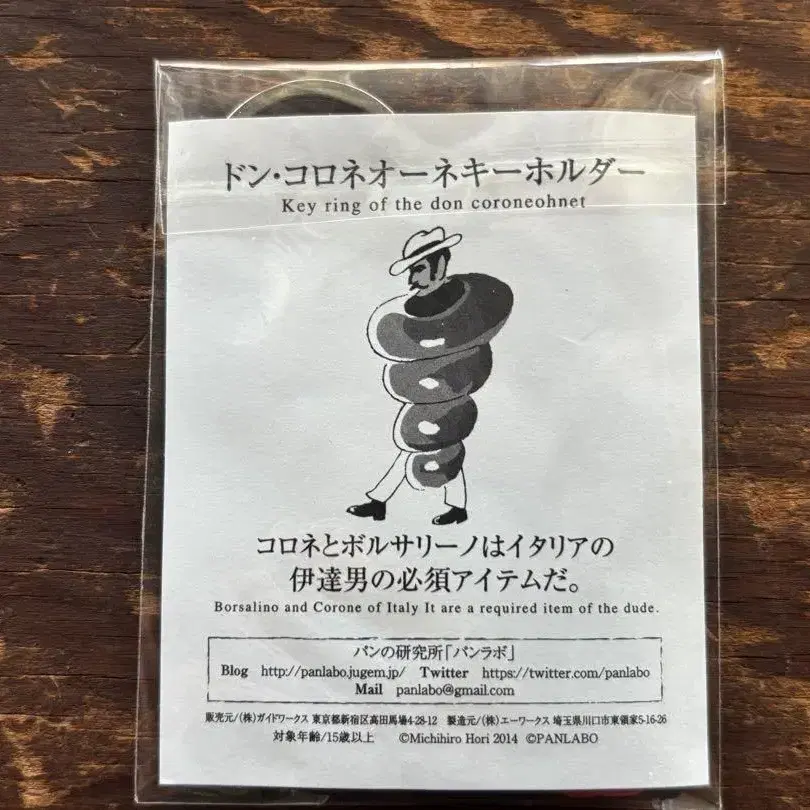 ドン・コロネオーネキーホルダー
Key ring of the don coroneohnet
コロネとボルサリーノはイタリアの
伊達男の必須アイテムだ。
Borsalino and Corone of Italy It are a required item of the dude.
パンの研究所「パンラボ」
Blog http://panlabo.jugem.jp/ Twitter https://twitter.com/panlabo
Mail panlabo@gmail.com
販売元/(株)ガイドワークス 東京都新宿区高田馬場4-28-12 製造元/(株)エーワークス 埼玉県川口市東領家5-16-26
対象年齢/15歳以上 ©Michihiro Hori 2014 ©PANLABO